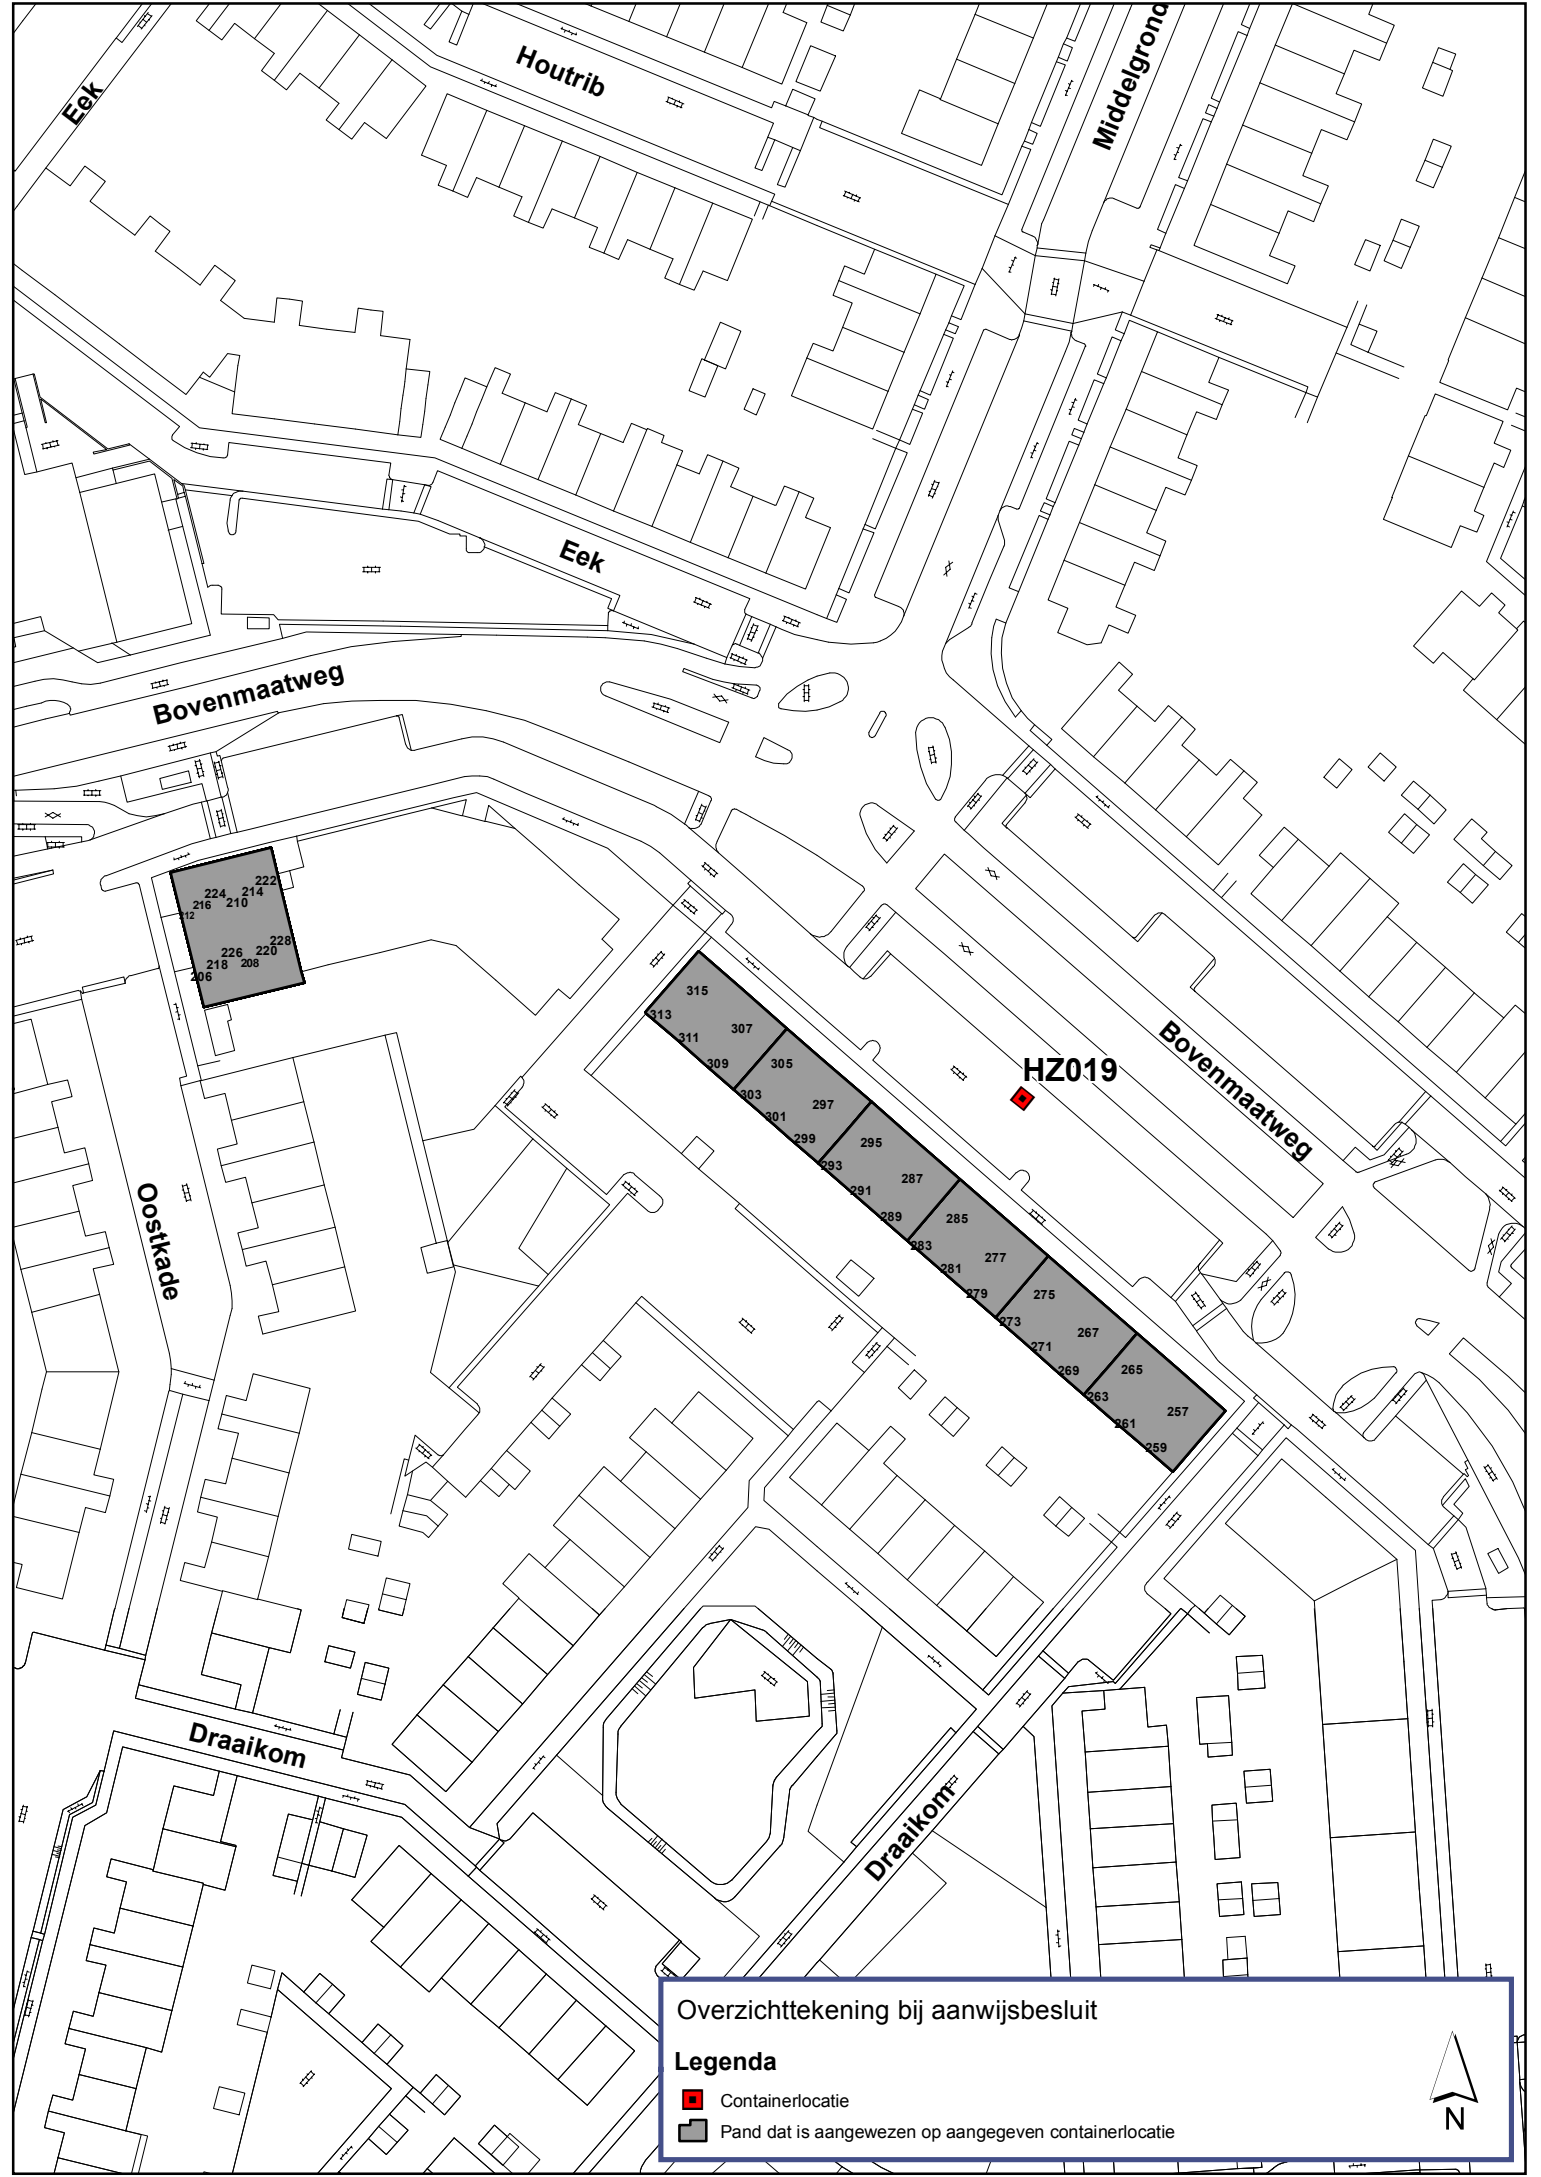 Houtrib
Middelgrond
Eek
Eek
Bovenmaatweg
222
224
214
216
210
212
228
226
220
218
208
206
315
313
307
311
309
305
303
297
301
299
295
293
287
291
289
285
283
277
281
279
275
273
267
271
269
265
263
257
261
259
HZ019
Bovenmaatweg
Oostkade
Draaikom
Draaikom
Overzichttekening bij aanwijsbesluit
Legenda
Containerlocatie
Pand dat is aangewezen op aangegeven containerlocatie
N